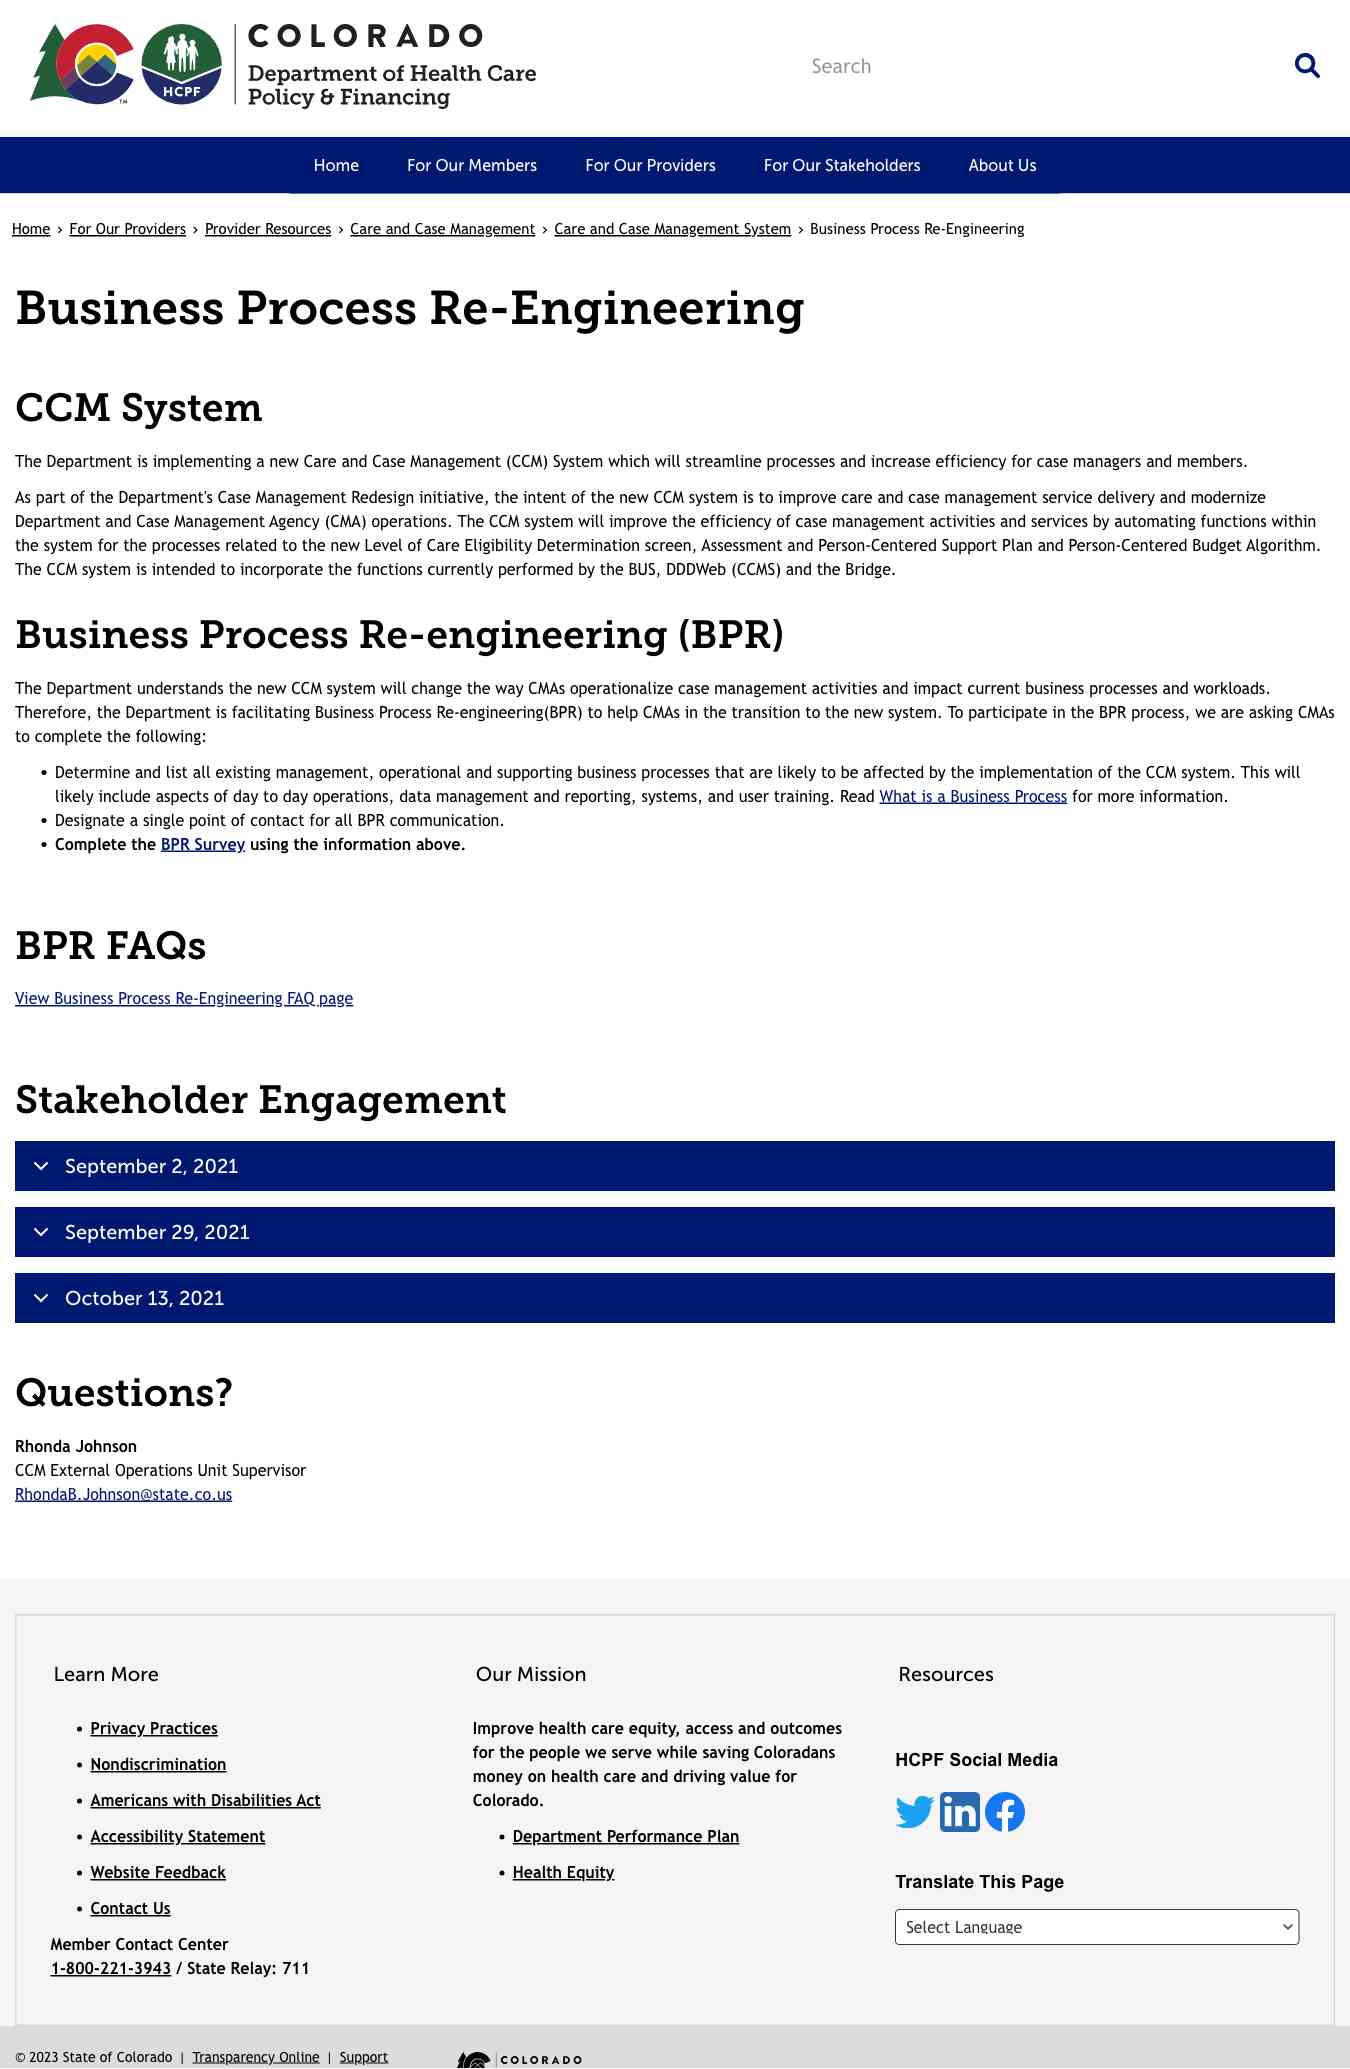 COLORADO
Department of Health Care
Policy & Financing
HCPF
TM
Search
Home
For Our Members
For Our Providers
For Our Stakeholders
About Us
Home › For Our Providers › Provider Resources › Care and Case Management › Care and Case Management System › Business Process Re-Engineering
Business Process Re-Engineering
CCM System
The Department is implementing a new Care and Case Management (CCM) System which will streamline processes and increase efficiency for case managers and members.
As part of the Department's Case Management Redesign initiative, the intent of the new CCM system is to improve care and case management service delivery and modernize
Department and Case Management Agency (CMA) operations. The CCM system will improve the efficiency of case management activities and services by automating functions within
the system for the processes related to the new Level of Care Eligibility Determination screen, Assessment and Person-Centered Support Plan and Person-Centered Budget Algorithm.
The CCM system is intended to incorporate the functions currently performed by the BUS, DDDWeb (CCMS) and the Bridge.
Business Process Re-engineering (BPR)
The Department understands the new CCM system will change the way CMAs operationalize case management activities and impact current business processes and workloads.
Therefore, the Department is facilitating Business Process Re-engineering(BPR) to help CMAs in the transition to the new system. To participate in the BPR process, we are asking CMAs
to complete the following:
• Determine and list all existing management, operational and supporting business processes that are likely to be affected by the implementation of the CCM system. This will
likely include aspects of day to day operations, data management and reporting, systems, and user training. Read What is a Business Process for more information.
• Designate a single point of contact for all BPR communication.
• Complete the BPR Survey using the information above.
BPR FAQs
View Business Process Re-Engineering FAQ page
Stakeholder Engagement
September 2, 2021
September 29, 2021
October 13, 2021
Questions?
Rhonda Johnson
CCM External Operations Unit Supervisor
RhondaB.Johnson@state.co.us
Learn More
• Privacy Practices
• Nondiscrimination
• Americans with Disabilities Act
• Accessibility Statement
• Website Feedback
• Contact Us
Member Contact Center
1-800-221-3943 / State Relay: 711
Our Mission
Improve health care equity, access and outcomes
for the people we serve while saving Coloradans
money on health care and driving value for
Colorado.
• Department Performance Plan
• Health Equity
Resources
HCPF Social Media
in
Translate This Page
Select Language
© 2023 State of Colorado | Transparency Online | Support
COLORADO